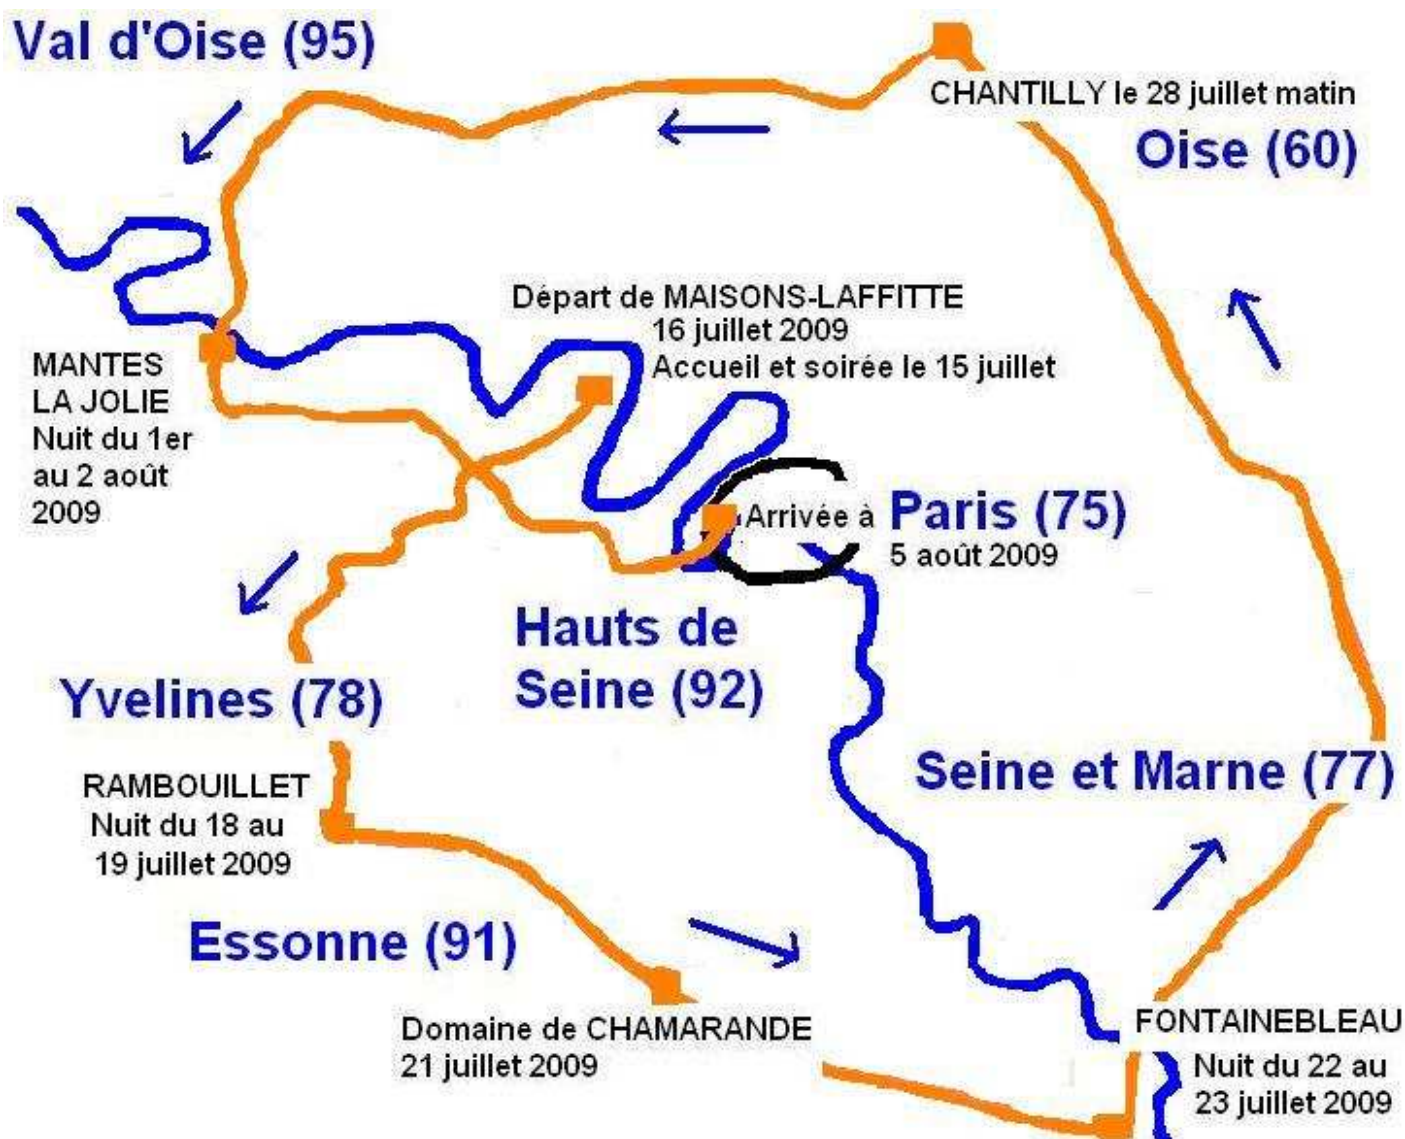 Val d'Oise (95)
CHANTILLY le 28 juillet matin
Oise (60)
Départ de MAISONS-LAFFITTE
16 juillet 2009
Accueil et soirée le 15 juillet
MANTES
LA JOLIE
Nuit du 1er
au 2 août
2009
Arrivée à
Paris (75)
5 août 2009
Hauts de
Seine (92)
Yvelines (78)
Seine et Marne (77)
RAMBOUILLET
Nuit du 18 au
19 juillet 2009
Essonne (91)
Domaine de CHAMARANDE
21 juillet 2009
FONTAINEBLEAU
Nuit du 22 au
23 juillet 2009